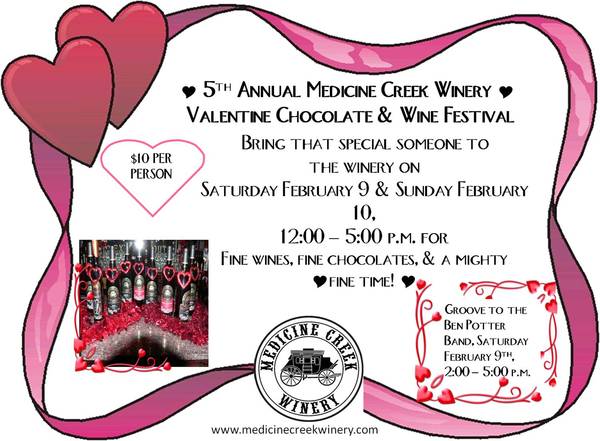 ♥ 5TH ANNUAL MEDICINE CREEK WINERY ♥
VALENTINE CHOCOLATE & WINE FESTIVAL
BRING THAT SPECIAL SOMEONE TO
THE WINERY ON
SATURDAY FEBRUARY 9 & SUNDAY FEBRUARY
10,
12:00 – 5:00 P.M. FOR
FINE WINES, FINE CHOCOLATES, & A MIGHTY
♥FINE TIME! ♥
$10 PER
PERSON
GROOVE TO THE
BEN POTTER
BAND, SATURDAY
FEBRUARY 9TH,
2:00 – 5:00 P.M.
MEDICINE CREEK
WINERY
www.medicinecreekwinery.com